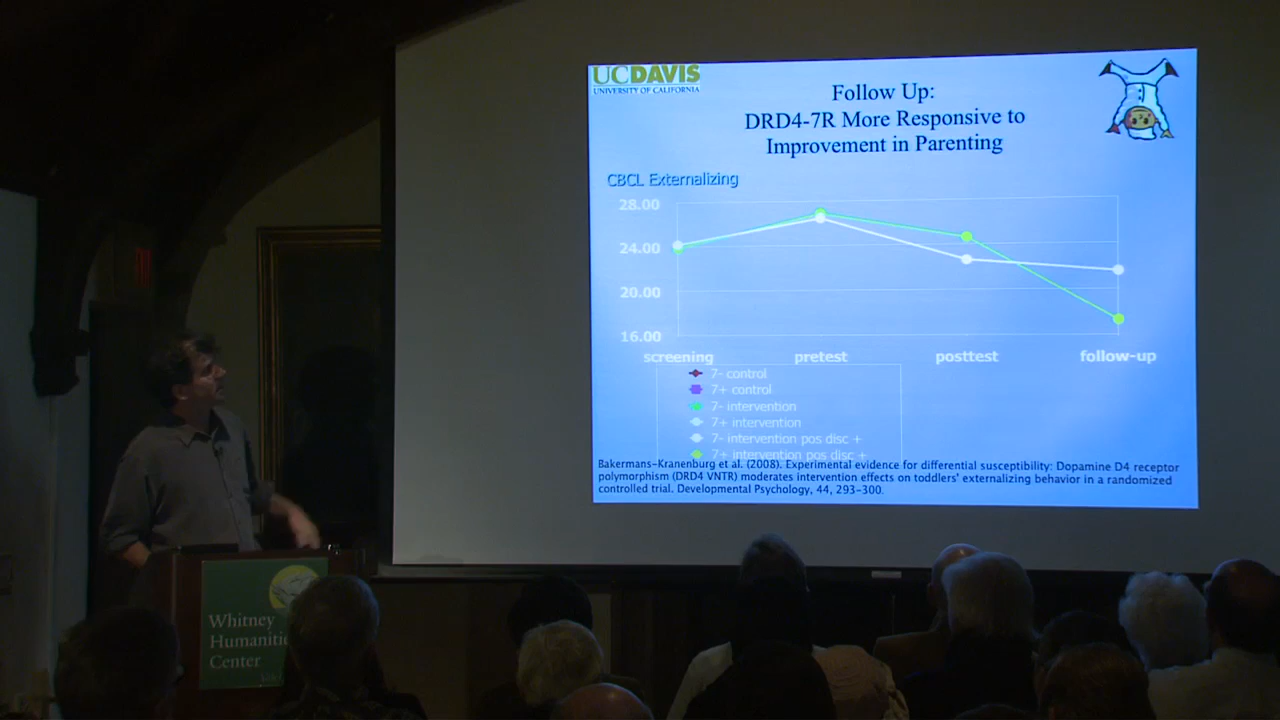 UCDAVIS
UNIVERSITY OF CALIFORNIA
Follow Up:
DRD4-7R More Responsive to
Improvement in Parenting
CBCL Externalizing
28.00
24.00
20.00
16.00
screening pretest posttest follow-up
7- control
7+ control
7- intervention
7+ intervention
7- intervention pos disc +
7+ intervention pos disc +
Bakermans-Kranenburg et al. (2008). Experimental evidence for differential susceptibility: Dopamine D4 receptor
polymorphism (DRD4 VNTR) moderates intervention effects on toddlers' externalizing behavior in a randomized
controlled trial. Developmental Psychology, 44, 293-300.
Whitney
Humaniti
Center